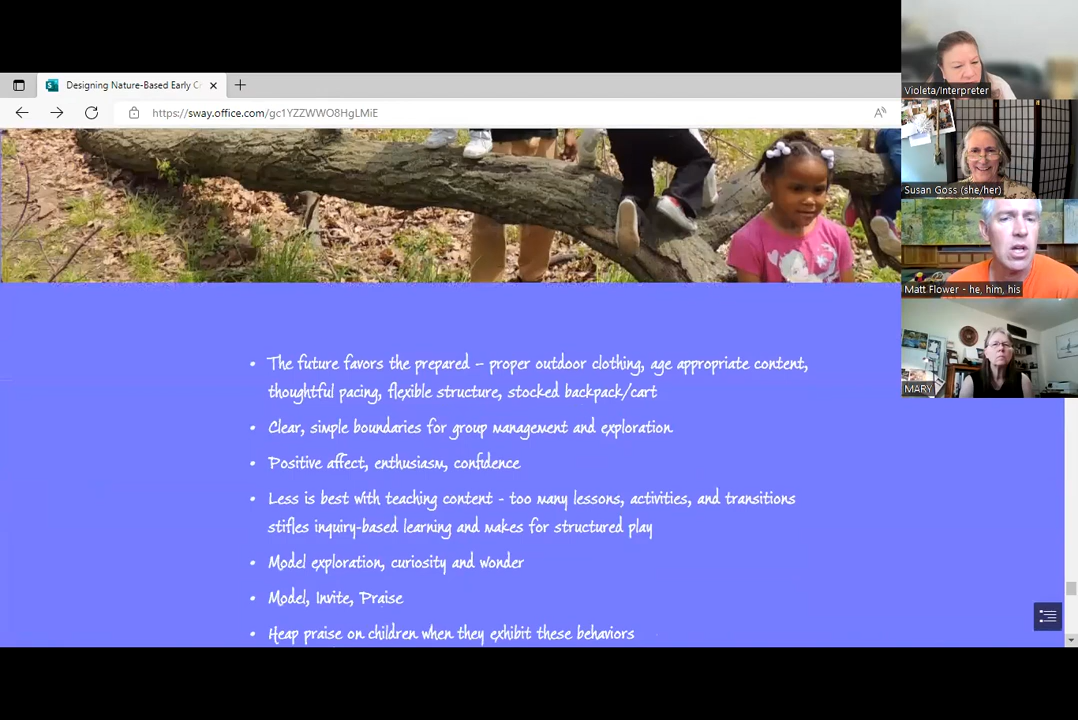 Designing Nature-Based Early C
https://sway.office.com/gc1YZZWWO8HgLMiE
Violeta/Interpreter
Susan Goss (she/her)
Matt Flower - he, him, his
MARY
• The future favors the prepared – proper outdoor clothing, age appropriate content,
thoughtful pacing, flexible structure, stocked backpack/cart
• Clear, simple boundaries for group management and exploration
• Positive affect, enthusiasm, confidence
• Less is best with teaching content - too many lessons, activities, and transitions
stifles inquiry-based learning and makes for structured play
• Model exploration, curiosity and wonder
• Model, Invite, Praise
• Heap praise on children when they exhibit these behaviors